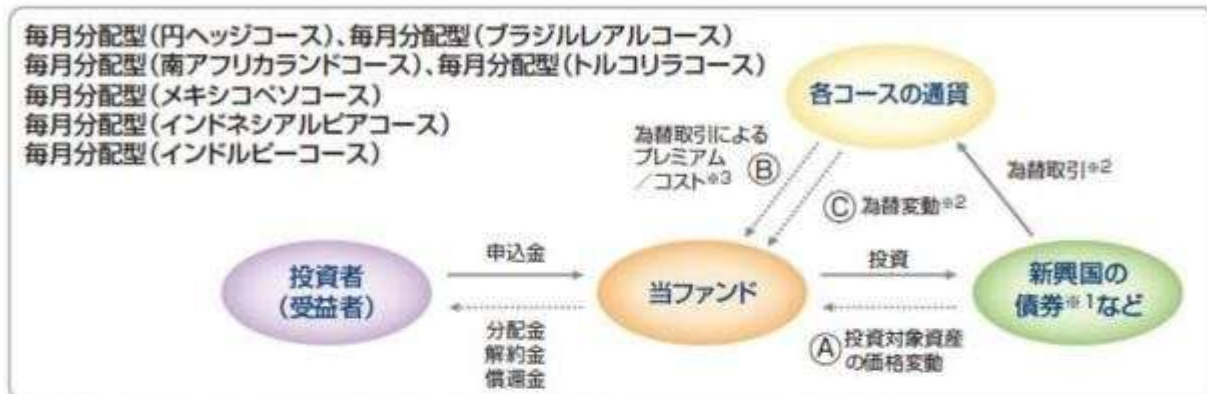 毎月分配型(円ヘッジコース)、毎月分配型(ブラジルレアルコース)
毎月分配型(南アフリカランドコース)、毎月分配型(トルコリラコース)
毎月分配型(メキシコペソコース)
毎月分配型(インドネシアルピアコース)
毎月分配型(インドルピーコース)
各コースの通貨
為替取引による
プレミアム
/コスト※3
Ⓑ
Ⓒ 為替変動※2
為替取引※2
投資者
(受益者)
申込金
分配金
解約金
償還金
当ファンド
投資
Ⓐ 投資対象資産
の価格変動
新興国の
債券※1など